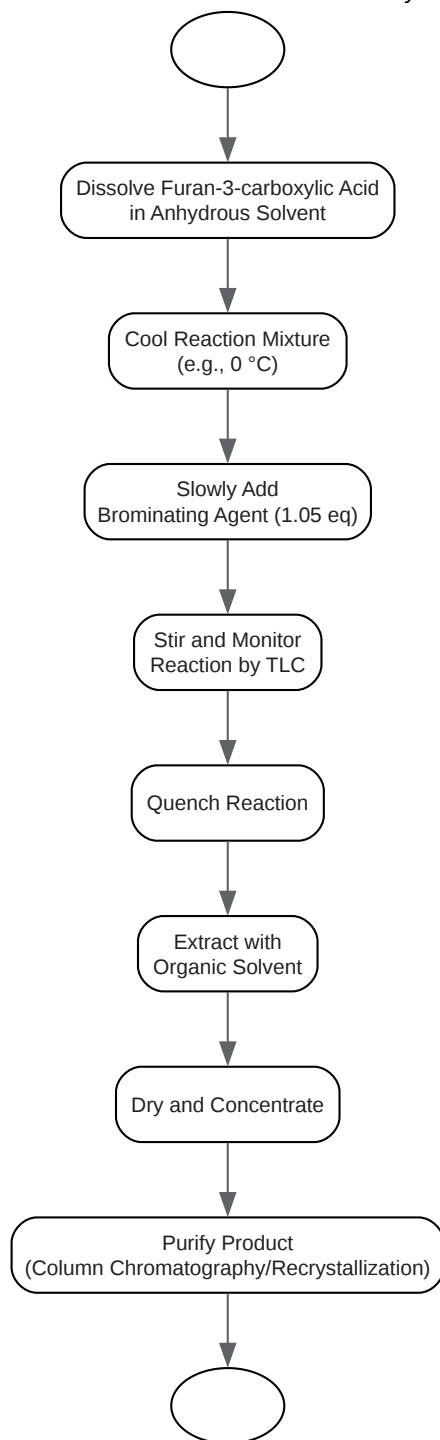 Dissolve Furan-3-carboxylic Acid
in Anhydrous Solvent
Cool Reaction Mixture
(e.g., 0 °C)
Slowly Add
Brominating Agent (1.05 eq)
Stir and Monitor
Reaction by TLC
Quench Reaction
Extract with
Organic Solvent
Dry and Concentrate
Purify Product
(Column Chromatography/Recrystallization)